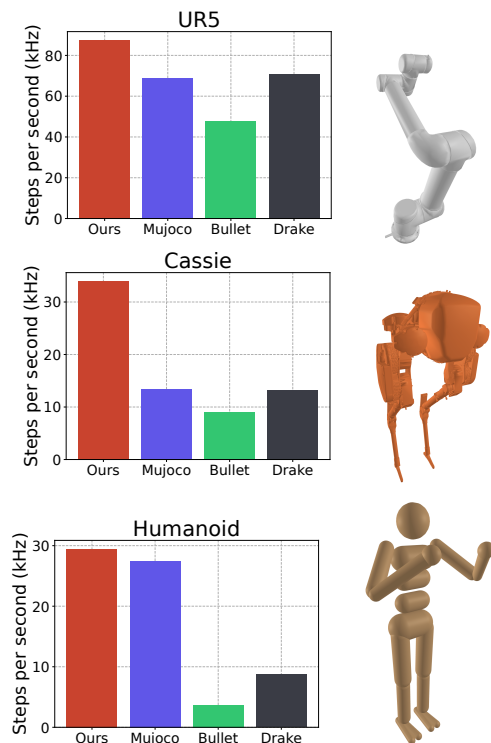 UR5
Steps per second (kHz)
80
60
40
20
0
Ours Mujoco Bullet Drake
Cassie
Steps per second (kHz)
30
20
10
0
Ours Mujoco Bullet Drake
Humanoid
Steps per second (kHz)
30
20
10
0
Ours Mujoco Bullet Drake